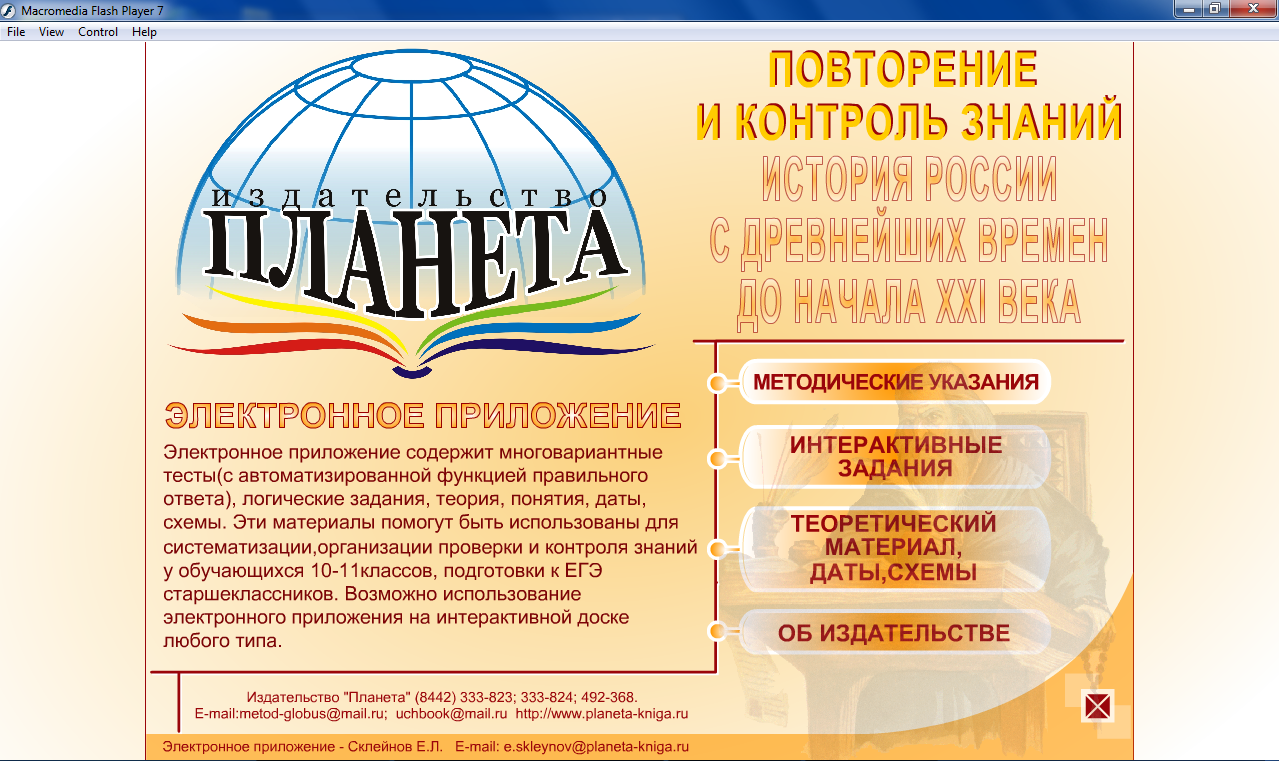 Macromedia Flash Player 7
File View Control Help
издательство
ПЛАНЕТА
ПОВТОРЕНИЕ
И КОНТРОЛЬ ЗНАНИЙ
ИСТОРИЯ РОССИИ
С ДРЕВНЕЙШИХ ВРЕМЕН
ДО НАЧАЛА XXI ВЕКА
ЭЛЕКТРОННОЕ ПРИЛОЖЕНИЕ
Электронное приложение содержит многовариантные
тесты(с автоматизированной функцией правильного
ответа), логические задания, теория, понятия, даты,
схемы. Эти материалы помогут быть использованы для
систематизации,организации проверки и контроля знаний
у обучающихся 10-11классов, подготовки к ЕГЭ
старшеклассников. Возможно использование
электронного приложения на интерактивной доске
любого типа.
МЕТОДИЧЕСКИЕ УКАЗАНИЯ
ИНТЕРАКТИВНЫЕ
ЗАДАНИЯ
ТЕОРЕТИЧЕСКИЙ
МАТЕРИАЛ,
ДАТЫ,СХЕМЫ
ОБ ИЗДАТЕЛЬСТВЕ
Издательство "Планета" (8442) 333-823; 333-824; 492-368.
E-mail:metod-globus@mail.ru; uchbook@mail.ru http://www.planeta-kniga.ru
Электронное приложение - Склейнов Е.Л. E-mail: e.skleynov@planeta-kniga.ru